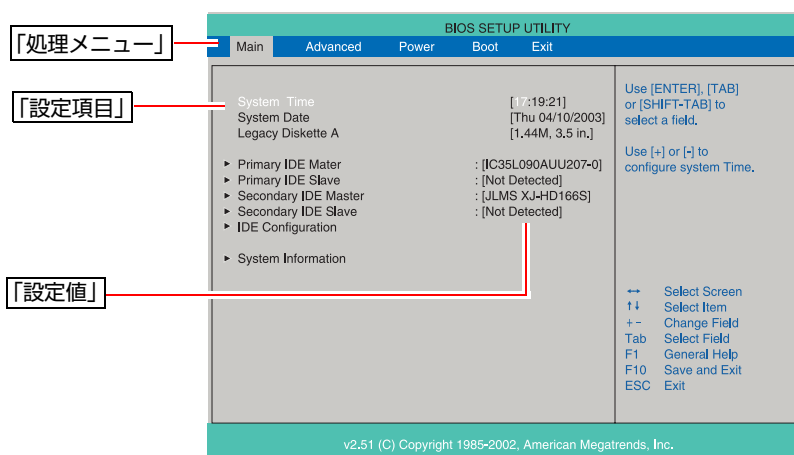 BIOS SETUP UTILITY
「処理メニュー」
Main Advanced Power Boot Exit
「設定項目」
System Time [17:19:21]
System Date [Thu 04/10/2003]
Legacy Diskette A [1.44M, 3.5 in.]
▸ Primary IDE Mater : [IC35L090AUU207-0]
▸ Primary IDE Slave : [Not Detected]
▸ Secondary IDE Master : [JLMS XJ-HD166S]
▸ Secondary IDE Slave : [Not Detected]
▸ IDE Configuration
▸ System Information
「設定値」
Use [ENTER], [TAB]
or [SHIFT-TAB] to
select a field.
Use [+] or [-] to
configure system Time.
↔ Select Screen
↑↓ Select Item
+ - Change Field
Tab Select Field
F1 General Help
F10 Save and Exit
ESC Exit
v2.51 (C) Copyright 1985-2002, American Megatrends, Inc.